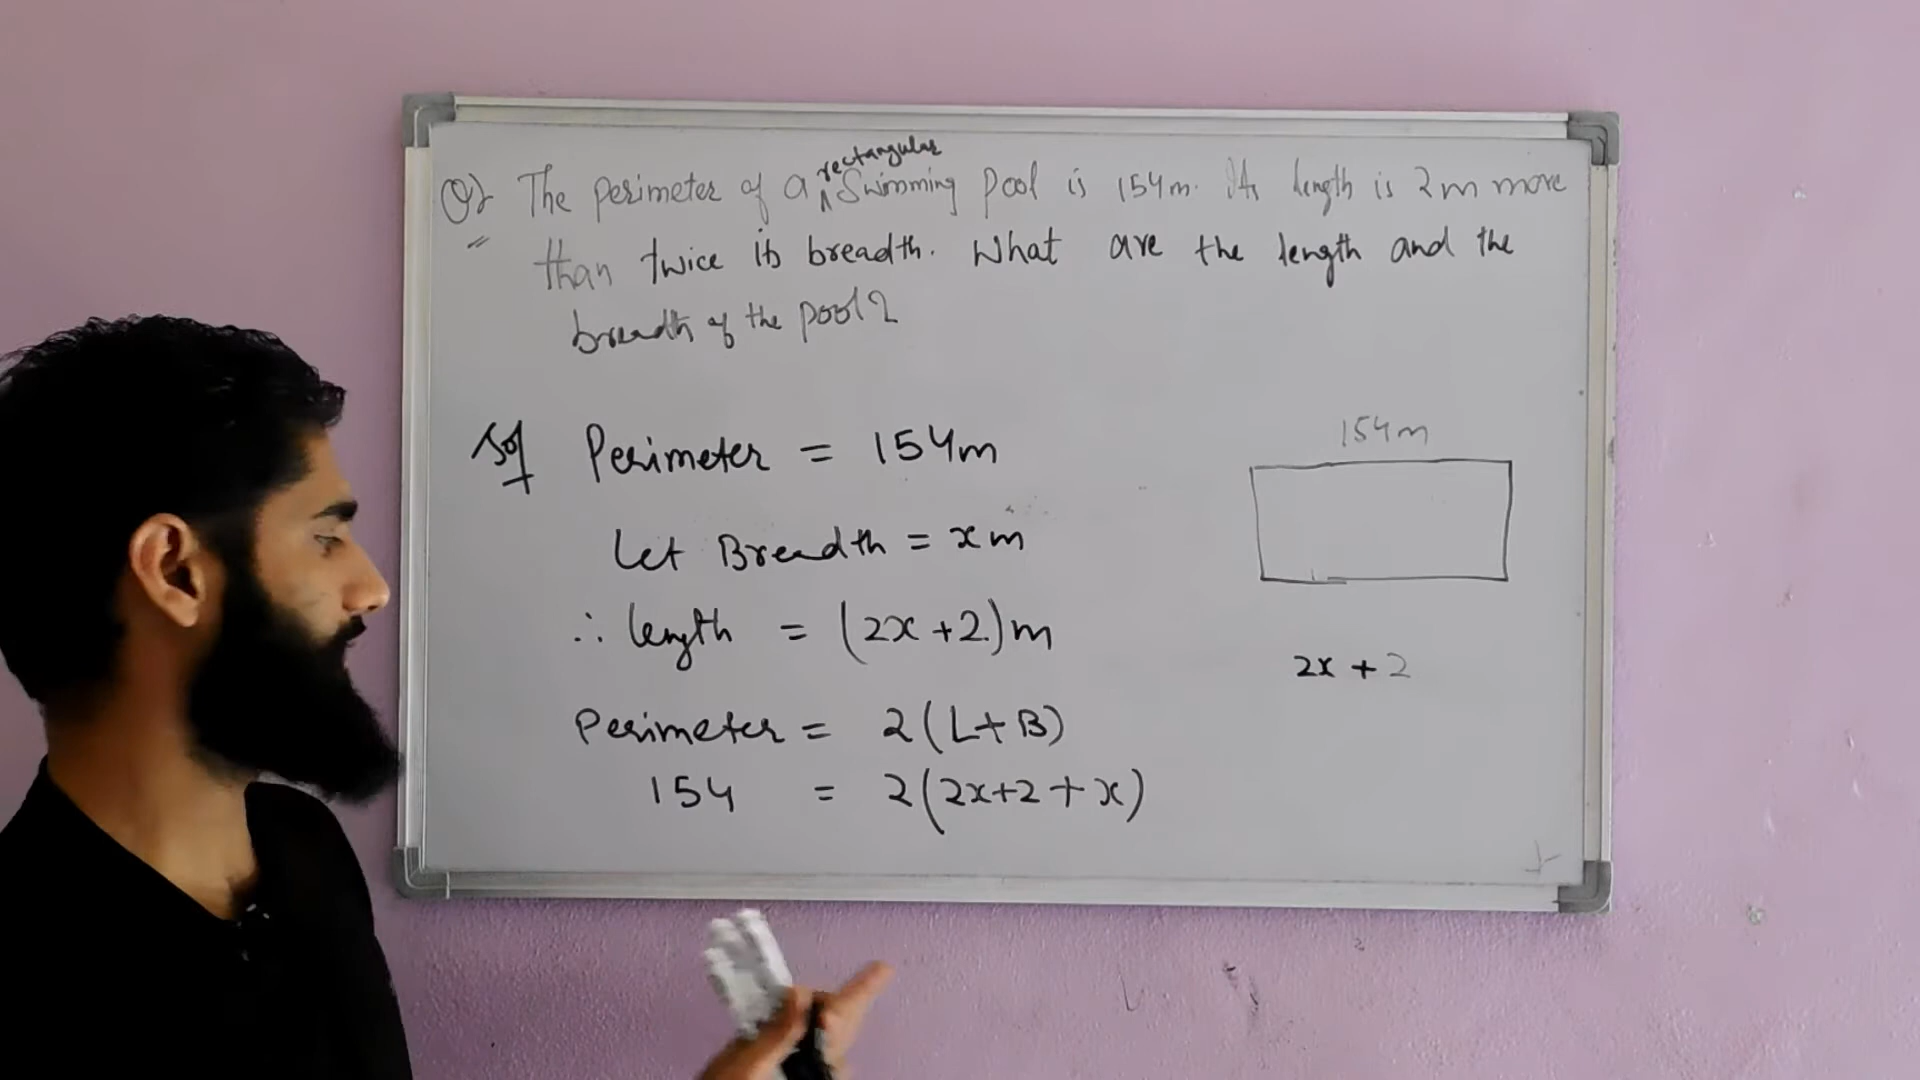 Q2 The perimeter of a rectangular Swimming Pool is 154m. Its length is 2m more
than twice its breadth. What are the length and the
breadth of the pool?
Sol Perimeter = 154m
Let Breadth = x m
∴ length = (2x+2)m
Perimeter = 2(L+B)
154 = 2(2x+2+x)
154m
2x + 2